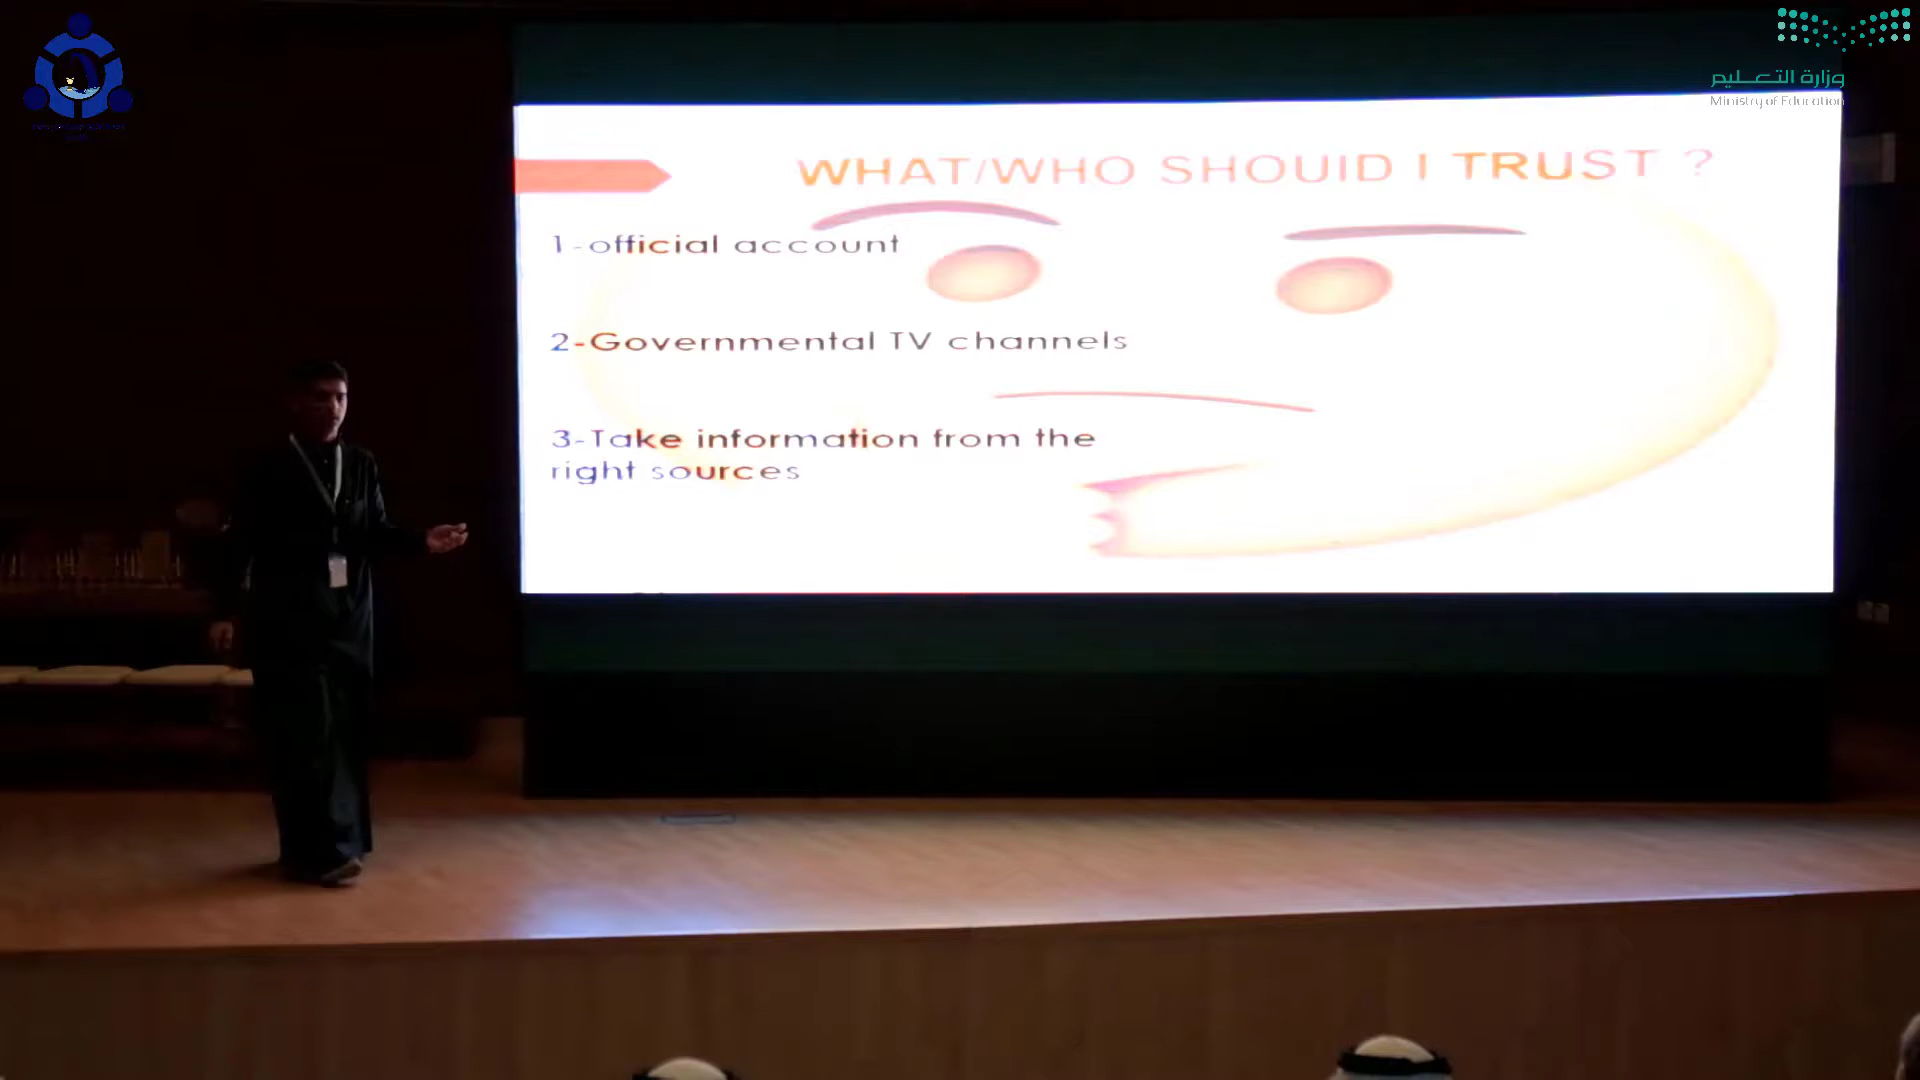 وزارة التعليم
Ministry of Education
WHAT/WHO SHOUlD I TRUST ?
1-official account
2-Governmental TV channels
3-Take information from the
right sources